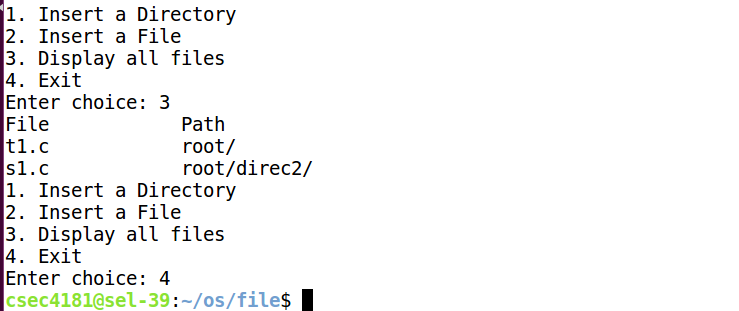 1. Insert a Directory
2. Insert a File
3. Display all files
4. Exit
Enter choice: 3
File            Path
t1.c            root/
s1.c            root/direc2/
1. Insert a Directory
2. Insert a File
3. Display all files
4. Exit
Enter choice: 4
csec4181@sel-39:~/os/file$